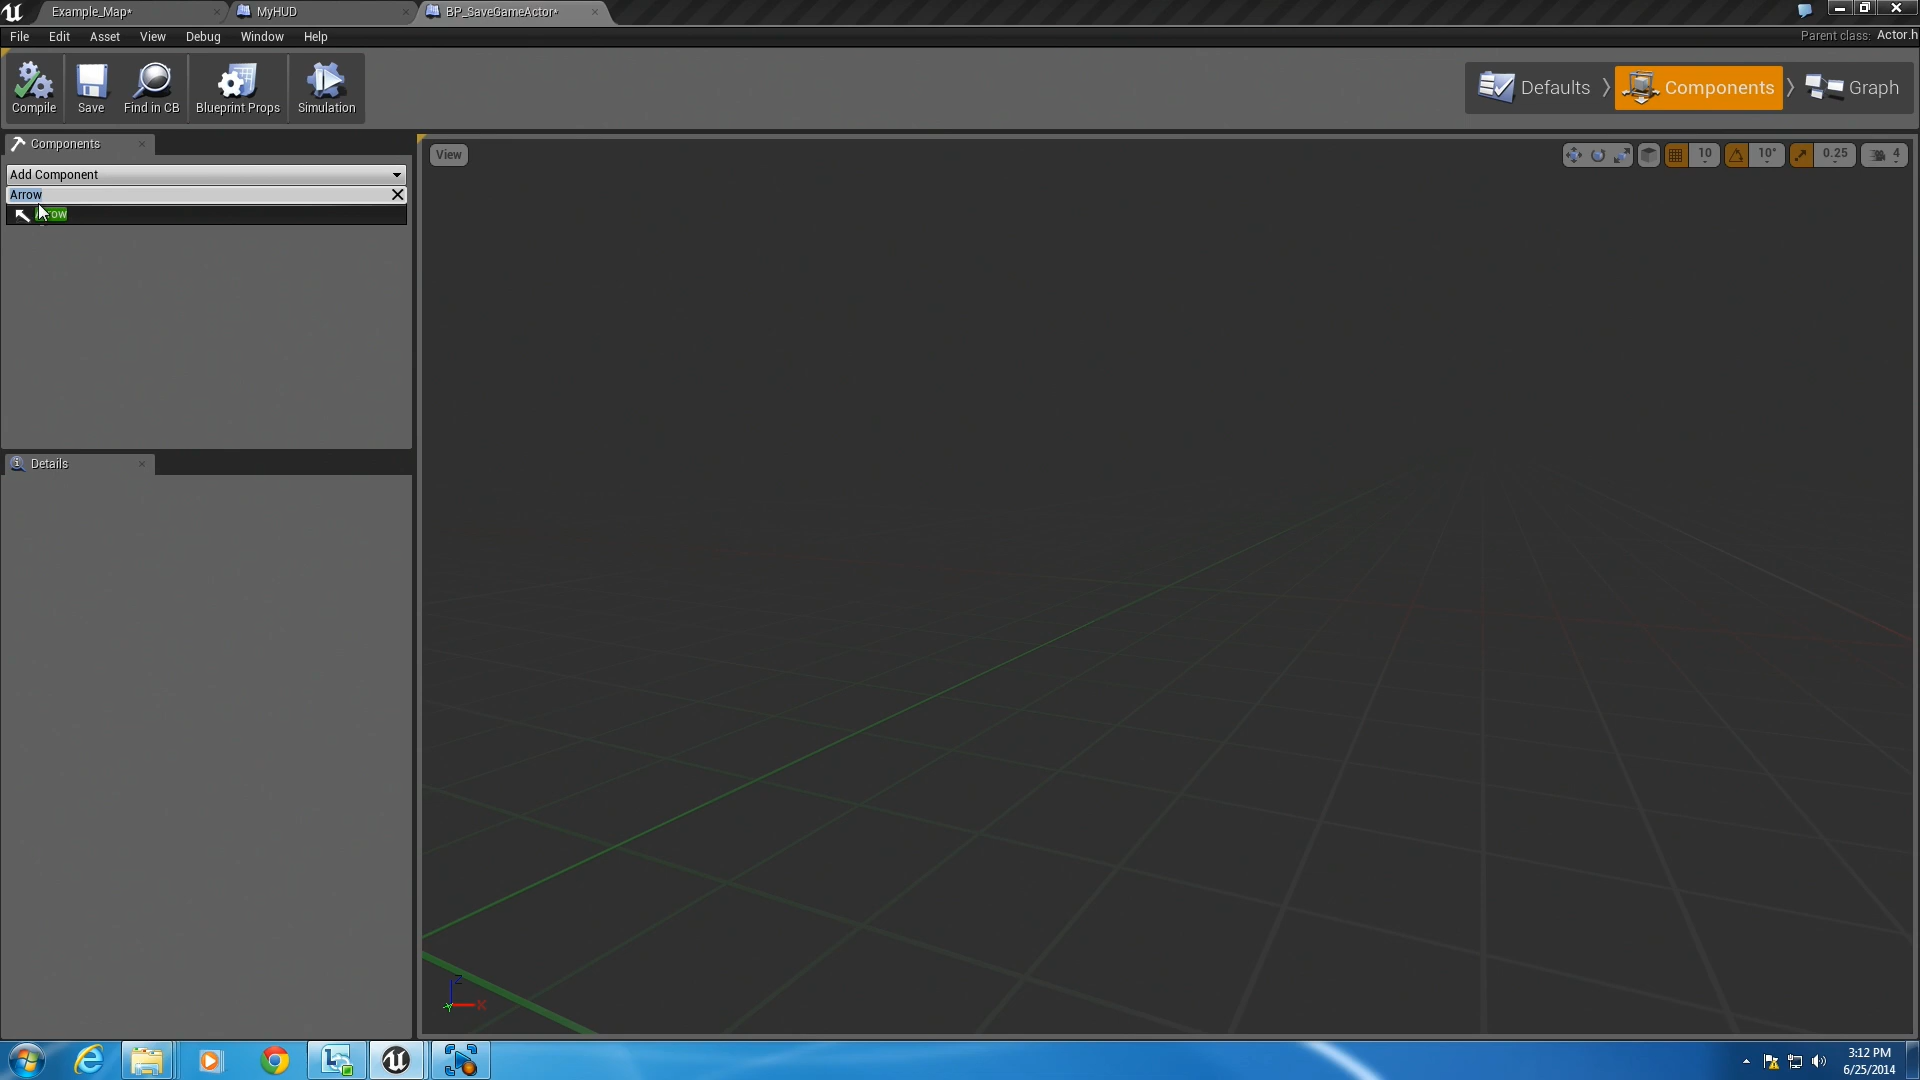 Example_Map*
MyHUD
BP_SaveGameActor*
File Edit Asset View Debug Window Help
Parent class: Actor.h
Compile Save Find in CB Blueprint Props Simulation
Defaults Components Graph
Components
View
10 10° 0.25 4
Add Component
Arrow
Arrow
Details
Z
X
3:12 PM
6/25/2014